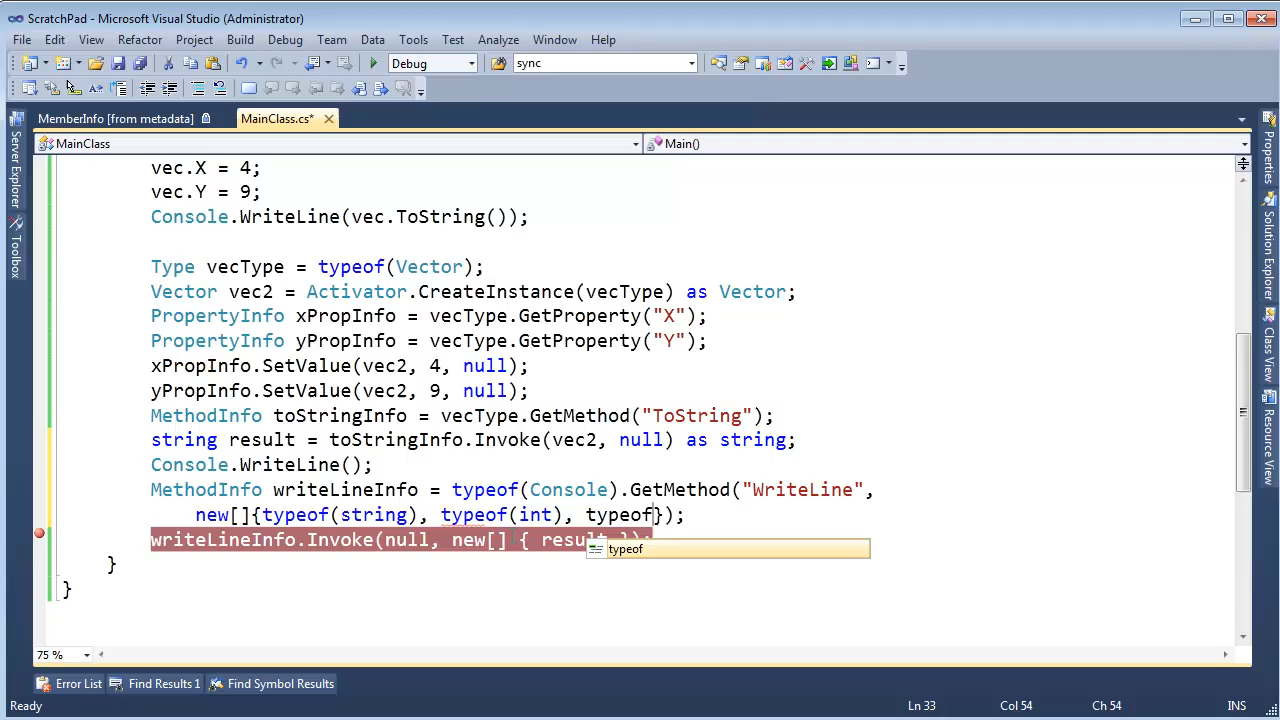 ScratchPad - Microsoft Visual Studio (Administrator)
File Edit View Refactor Project Build Debug Team Data Tools Test Analyze Window Help
Debug sync
MemberInfo [from metadata] MainClass.cs*
MainClass Main()
vec.X = 4;
vec.Y = 9;
Console.WriteLine(vec.ToString());
Type vecType = typeof(Vector);
Vector vec2 = Activator.CreateInstance(vecType) as Vector;
PropertyInfo xPropInfo = vecType.GetProperty("X");
PropertyInfo yPropInfo = vecType.GetProperty("Y");
xPropInfo.SetValue(vec2, 4, null);
yPropInfo.SetValue(vec2, 9, null);
MethodInfo toStringInfo = vecType.GetMethod("ToString");
string result = toStringInfo.Invoke(vec2, null) as string;
Console.WriteLine();
MethodInfo writeLineInfo = typeof(Console).GetMethod("WriteLine",
new[]{typeof(string), typeof(int), typeof});
writeLineInfo.Invoke(null, new[] { result });
typeof
}
}
75 %
Error List Find Results 1 Find Symbol Results
Ready Ln 33 Col 54 Ch 54 INS
Server Explorer
Toolbox
Properties
Solution Explorer
Class View
Resource View